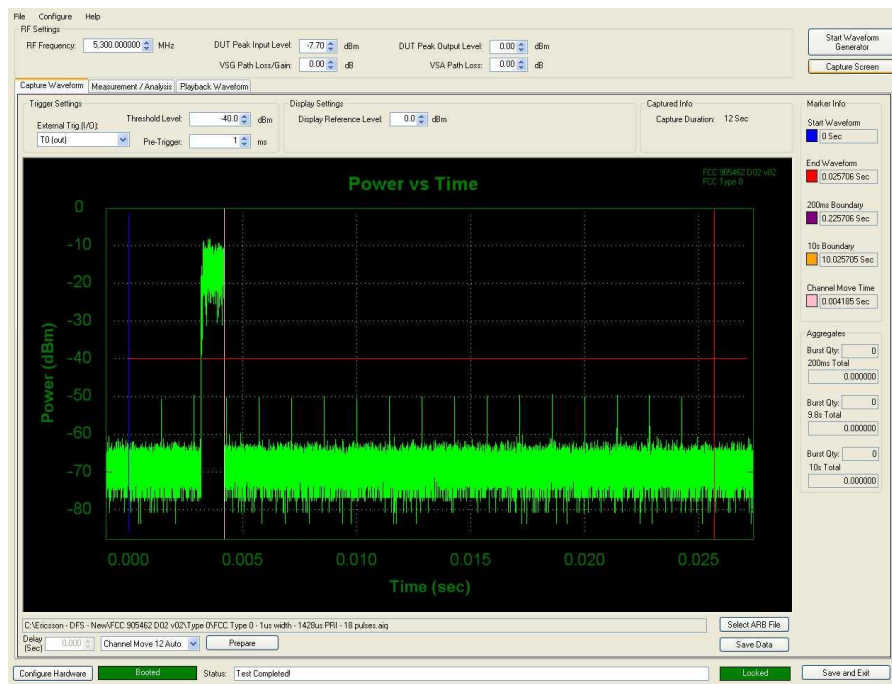 File Configure Help
RF Settings
RF Frequency: 5,300.000000 MHz
DUT Peak Input Level: -7.70 dBm
DUT Peak Output Level: 0.00 dBm
VSG Path Loss/Gain: 0.00 dB
VSA Path Loss: 0.00 dB
Start Waveform Generator
Capture Screen
Capture Waveform Measurement / Analysis Playback Waveform
Trigger Settings
External Trig (I/O):
T0 (out)
Threshold Level: -40.0 dBm
Pre-Trigger: 1 ms
Display Settings
Display Reference Level: 0.0 dBm
Captured Info
Capture Duration: 12 Sec
Marker Info
Start Waveform
0 Sec
End Waveform
0.025706 Sec
200ms Boundary
0.225706 Sec
10s Boundary
10.025705 Sec
Channel Move Time
0.004185 Sec
Aggregates
Burst Qty: 0
200ms Total
0.000000
Burst Qty: 0
9.8s Total
0.000000
Burst Qty: 0
10s Total
0.000000
Power vs Time
FCC 905462 D02 v02
FCC Type 0
Power (dBm)
0
-10
-20
-30
-40
-50
-60
-70
-80
0.000 0.005 0.010 0.015 0.020 0.025
Time (sec)
C:\Ericsson - DFS - New\FCC 905462 D02 v02\Type 0\FCC Type 0 - 1us width - 1428us PRI - 18 pulses.aiq
Select ARB File
Delay (Sec) 0.000 Channel Move 12 Auto Prepare
Save Data
Configure Hardware Booted Status: Test Completed! Locked Save and Exit